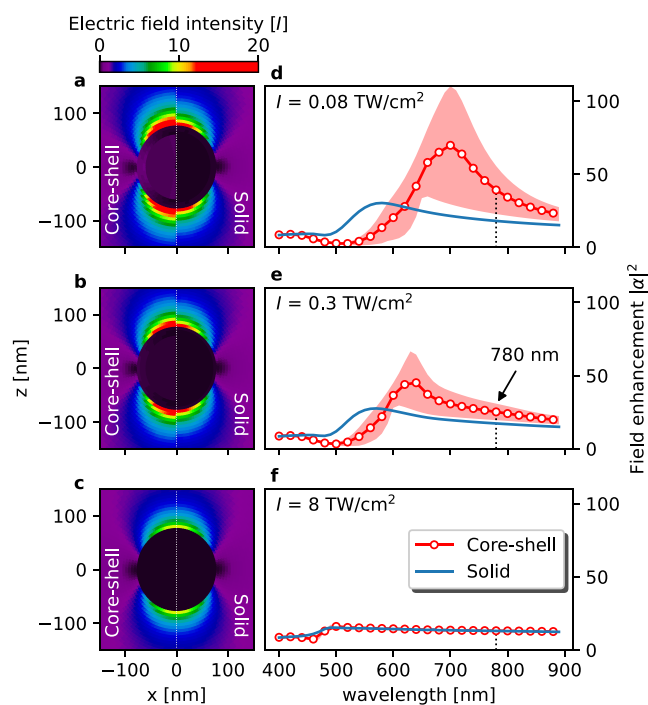 Electric field intensity [I]
0 10 20
a
100
0
−100
Core-shell
Solid
d
I = 0.08 TW/cm²
100
50
0
b
100
0
−100
Core-shell
Solid
z [nm]
e
I = 0.3 TW/cm²
780 nm
100
50
0
Field enhancement |α|²
c
100
0
−100
Core-shell
Solid
−100 0 100
x [nm]
f
I = 8 TW/cm²
Core-shell
Solid
100
50
0
400 500 600 700 800 900
wavelength [nm]